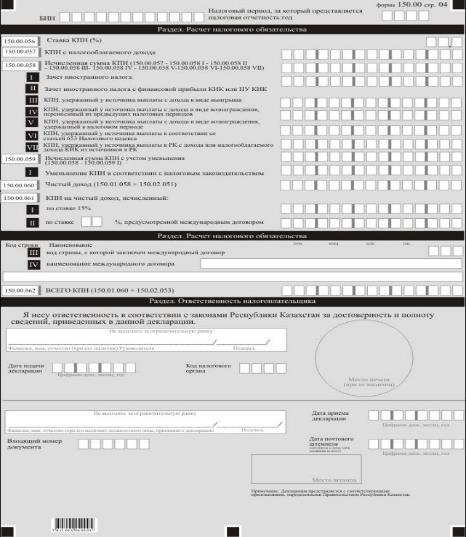 форма 150.00 стр. 04
БИН
Налоговый период, за который представляется
налоговая отчетность:год
Раздел. Расчет налогового обязательства
150.00.056 Ставка КПН (%)
150.00.057 КПН с налогооблагаемого дохода
150.00.058 Исчисленная сумма КПН (150.00.057 - 150.00.058 I - 150.00.058 II
- 150.00.058 III- 150.00.058 IV - 150.00.058 V-150.00.058 VI-150.00.058 VII)
I Зачет иностранного налога
II Зачет иностранного налога с финансовой прибыли КИК или ПУ КИК
III КПН, удержанный у источника выплаты с дохода в виде выигрыша
IV КПН, удержанный у источника выплаты с дохода в виде вознаграждения,
переносимый из предыдущих налоговых периодов
V КПН, удержанный у источника выплаты с дохода в виде вознаграждения,
удержанный в налоговом периоде
VI КПН, удержанный у источника выплаты в соответствии со
статьей 653 Налогового кодекса
VII КПН, удержанный у источника выплаты в РК с дохода или налогооблагаемого
дохода КИК из источников в РК
150.00.059 Исчисленная сумма КПН с учетом уменьшения
(150.00.058 - 150.00.059 I)
I Уменьшение КПН в соответствии с налоговым законодательством
150.00.060 Чистый доход (150.01.058 + 150.02.051)
150.00.061 КПН на чистый доход, исчисленный:
I по ставке 15%
II по ставке %, предусмотренной международным договором
Раздел. Расчет налогового обязательства
Код строки Наименование
III код страны, с которой заключен международный договор
IV наименование международного договора
150.00.062 ВСЕГО КПН (150.01.060 + 150.02.053)
Раздел. Ответственность налогоплательщика
Я несу ответственность в соответствии с законами Республики Казахстан за достоверность и полноту
сведений, приведенных в данной декларации.
Не выходить за ограничительную рамку
Фамилия, имя, отчество (при его наличии) Руководителя Подпись
Место печати
(при ее наличии)
Дата подачи
декларации
Цифрами день, месяц, год
Код налогового
органа
Не выходить за ограничительную рамку
Фамилия, имя, отчество (при его наличии) должностного лица, принявшего декларацию Подпись
Дата приема
декларации
Цифрами день, месяц, год
Входящий номер
документа
Дата почтового
штемпеля
Цифрами день, месяц, год
Место штампа
Примечание. Декларация представляется в соответствии